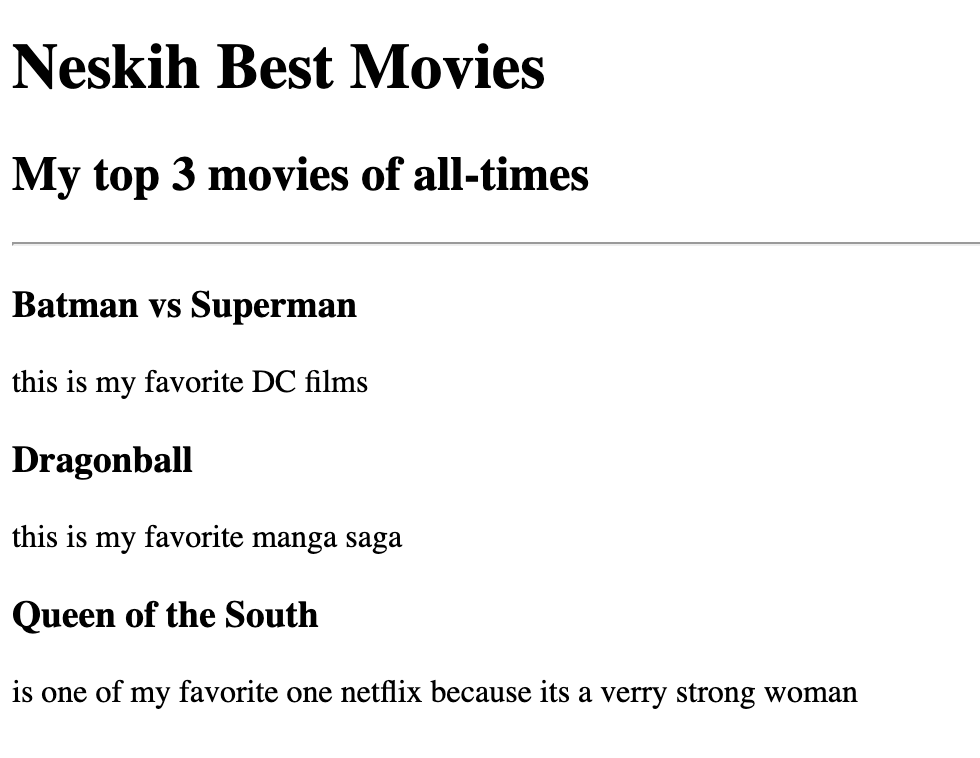 Neskih Best Movies
My top 3 movies of all-times
Batman vs Superman
this is my favorite DC films
Dragonball
this is my favorite manga saga
Queen of the South
is one of my favorite one netflix because its a verry strong woman